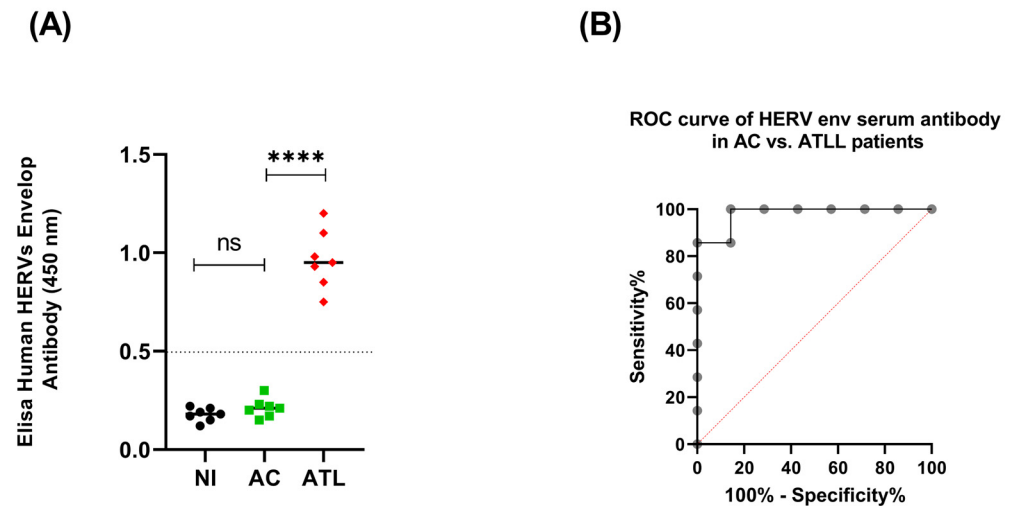 (A)
(B)
Elisa Human HERVs Envelop
Antibody (450 nm)
1.5
1.0
0.5
0.0
****
ns
NI AC ATL
ROC curve of HERV env serum antibody
in AC vs. ATLL patients
Sensitivity%
100
80
60
40
20
0
0 20 40 60 80 100
100% - Specificity%